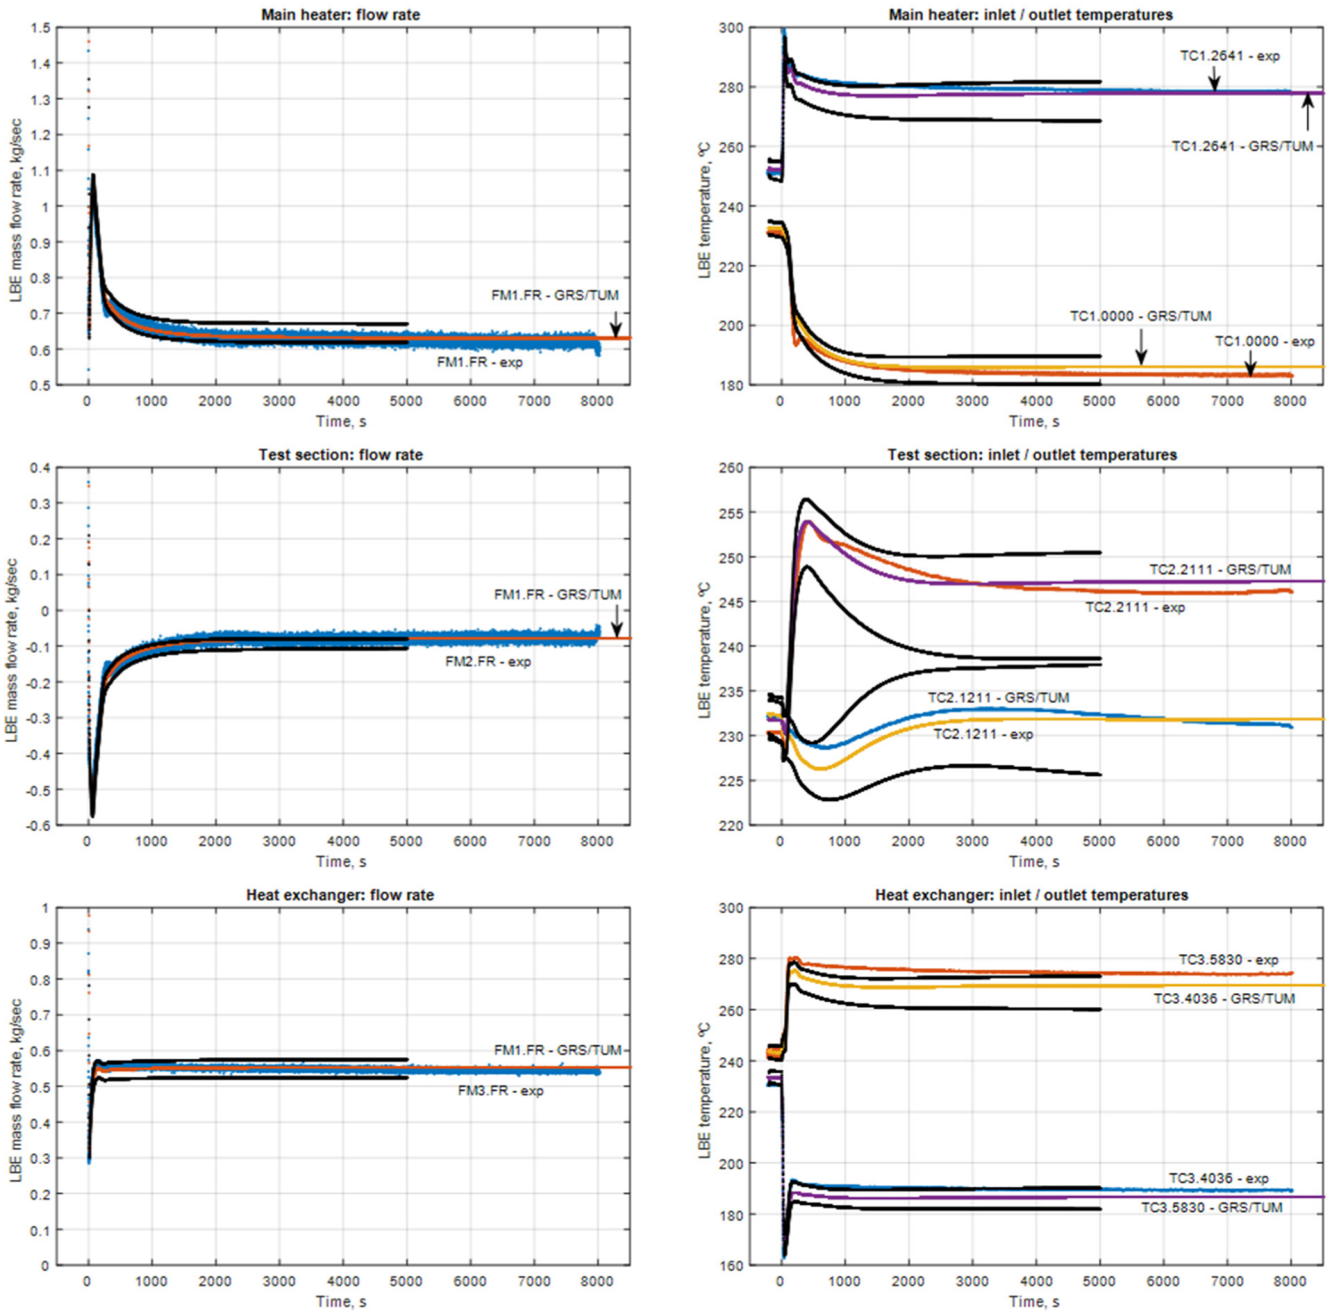 Main heater: flow rate
1.5
1.4
1.3
1.2
1.1
1
0.9
0.8
0.7
0.6
0.5
LBE mass flow rate, kg/sec
FM1.FR - GRS/TUM
FM1.FR - exp
0 1000 2000 3000 4000 5000 6000 7000 8000
Time, s
Main heater: inlet / outlet temperatures
300
280
260
240
220
200
180
LBE temperature, ºC
TC1.2641 - exp
TC1.2641 - GRS/TUM
TC1.0000 - GRS/TUM
TC1.0000 - exp
0 1000 2000 3000 4000 5000 6000 7000 8000
Time, s
Test section: flow rate
0.4
0.3
0.2
0.1
0
-0.1
-0.2
-0.3
-0.4
-0.5
-0.6
LBE mass flow rate, kg/sec
FM1.FR - GRS/TUM
FM2.FR - exp
0 1000 2000 3000 4000 5000 6000 7000 8000
Time, s
Test section: inlet / outlet temperatures
260
255
250
245
240
235
230
225
220
LBE temperature, ºC
TC2.2111 - GRS/TUM
TC2.2111 - exp
TC2.1211 - GRS/TUM
TC2.1211 - exp
0 1000 2000 3000 4000 5000 6000 7000 8000
Time, s
Heat exchanger: flow rate
1
0.9
0.8
0.7
0.6
0.5
0.4
0.3
0.2
0.1
0
LBE mass flow rate, kg/sec
FM1.FR - GRS/TUM
FM3.FR - exp
0 1000 2000 3000 4000 5000 6000 7000 8000
Time, s
Heat exchanger: inlet / outlet temperatures
300
280
260
240
220
200
180
160
LBE temperature, ºC
TC3.5830 - exp
TC3.4036 - GRS/TUM
TC3.4036 - exp
TC3.5830 - GRS/TUM
0 1000 2000 3000 4000 5000 6000 7000 8000
Time, s